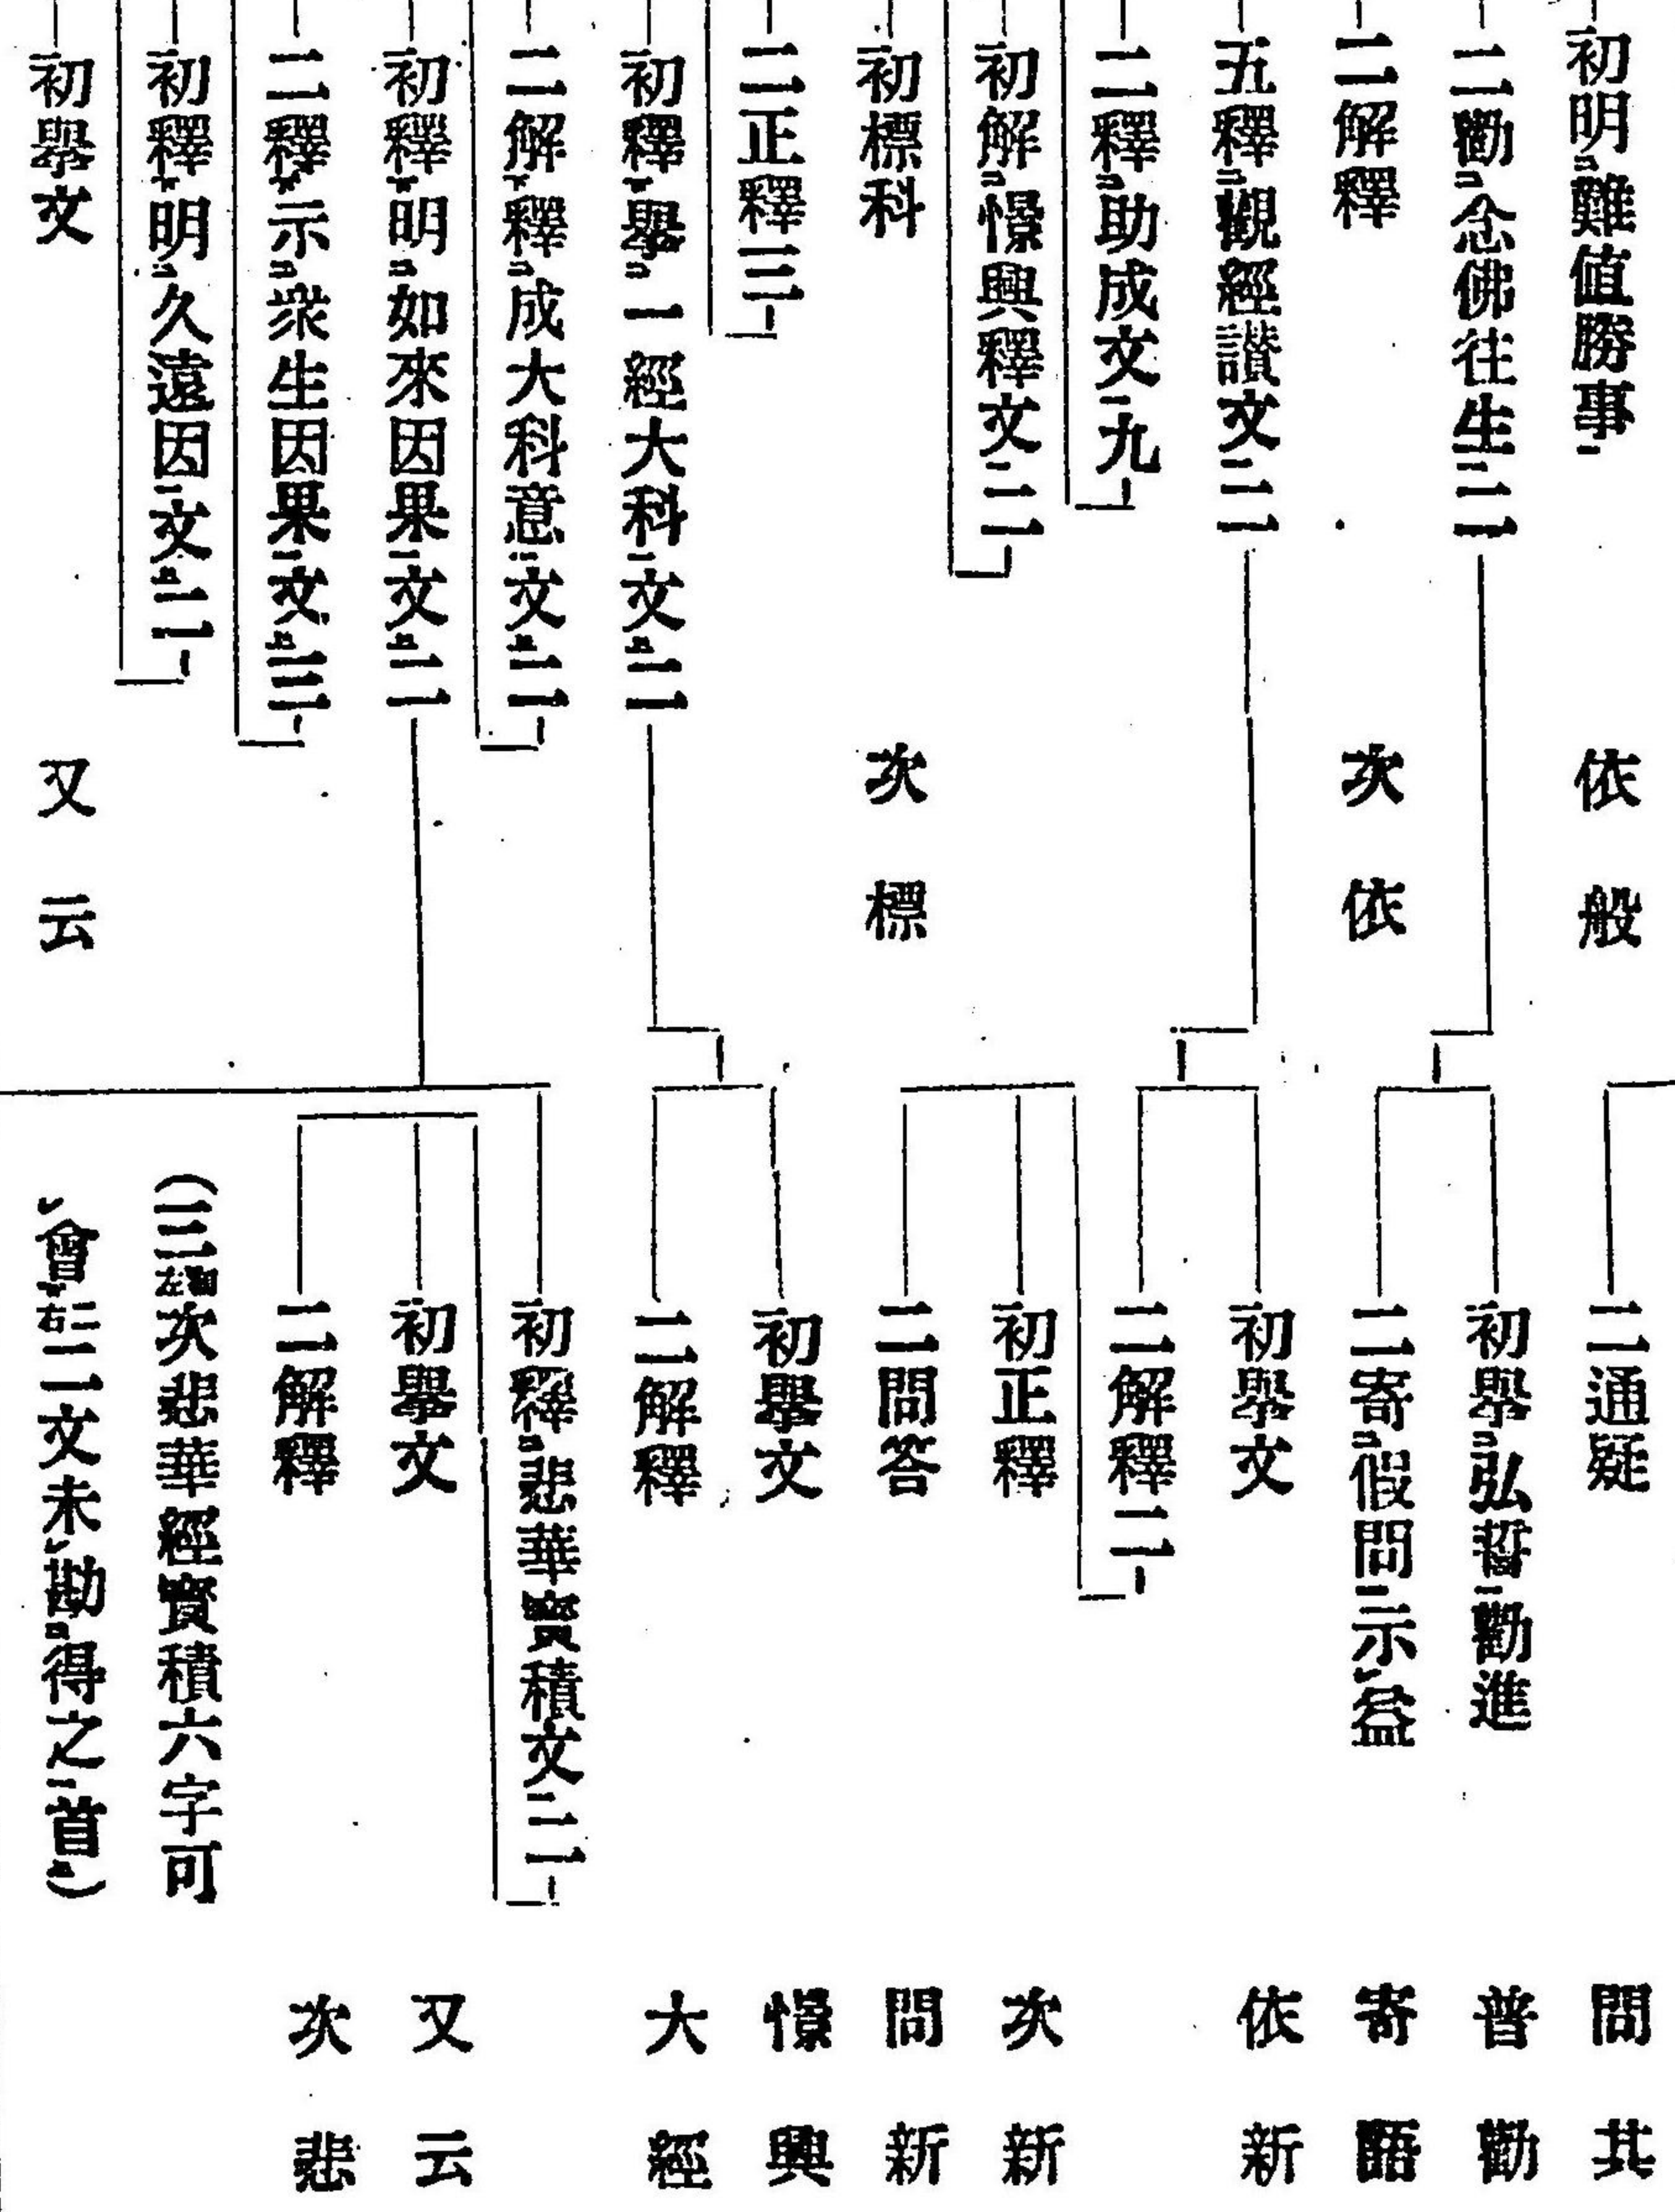 初明難值勝事
依般
二勸念佛往生二
二解釋
次依
五釋觀經讃文二
二釋助成文九
初解憬興釋文二
初標科
次標
二正釋三
初釋擧一經大科文二
二解釋成大科意文二
初釋明如來因果文二
二釋示衆生因果文三
初釋明久遠因文二
初擧文
又云
二通疑
問其
初擧弘誓勸進
普勸
二寄假問示益
寄語
初擧文
依新
二解釋二
初正釋
次新
二問答
問新
初擧文
憬興
二解釋
大經
初釋悲華寶積文二
初擧文
又云
二解釋
次悲
次悲華經寶積六字可
會二文未勘得之首)